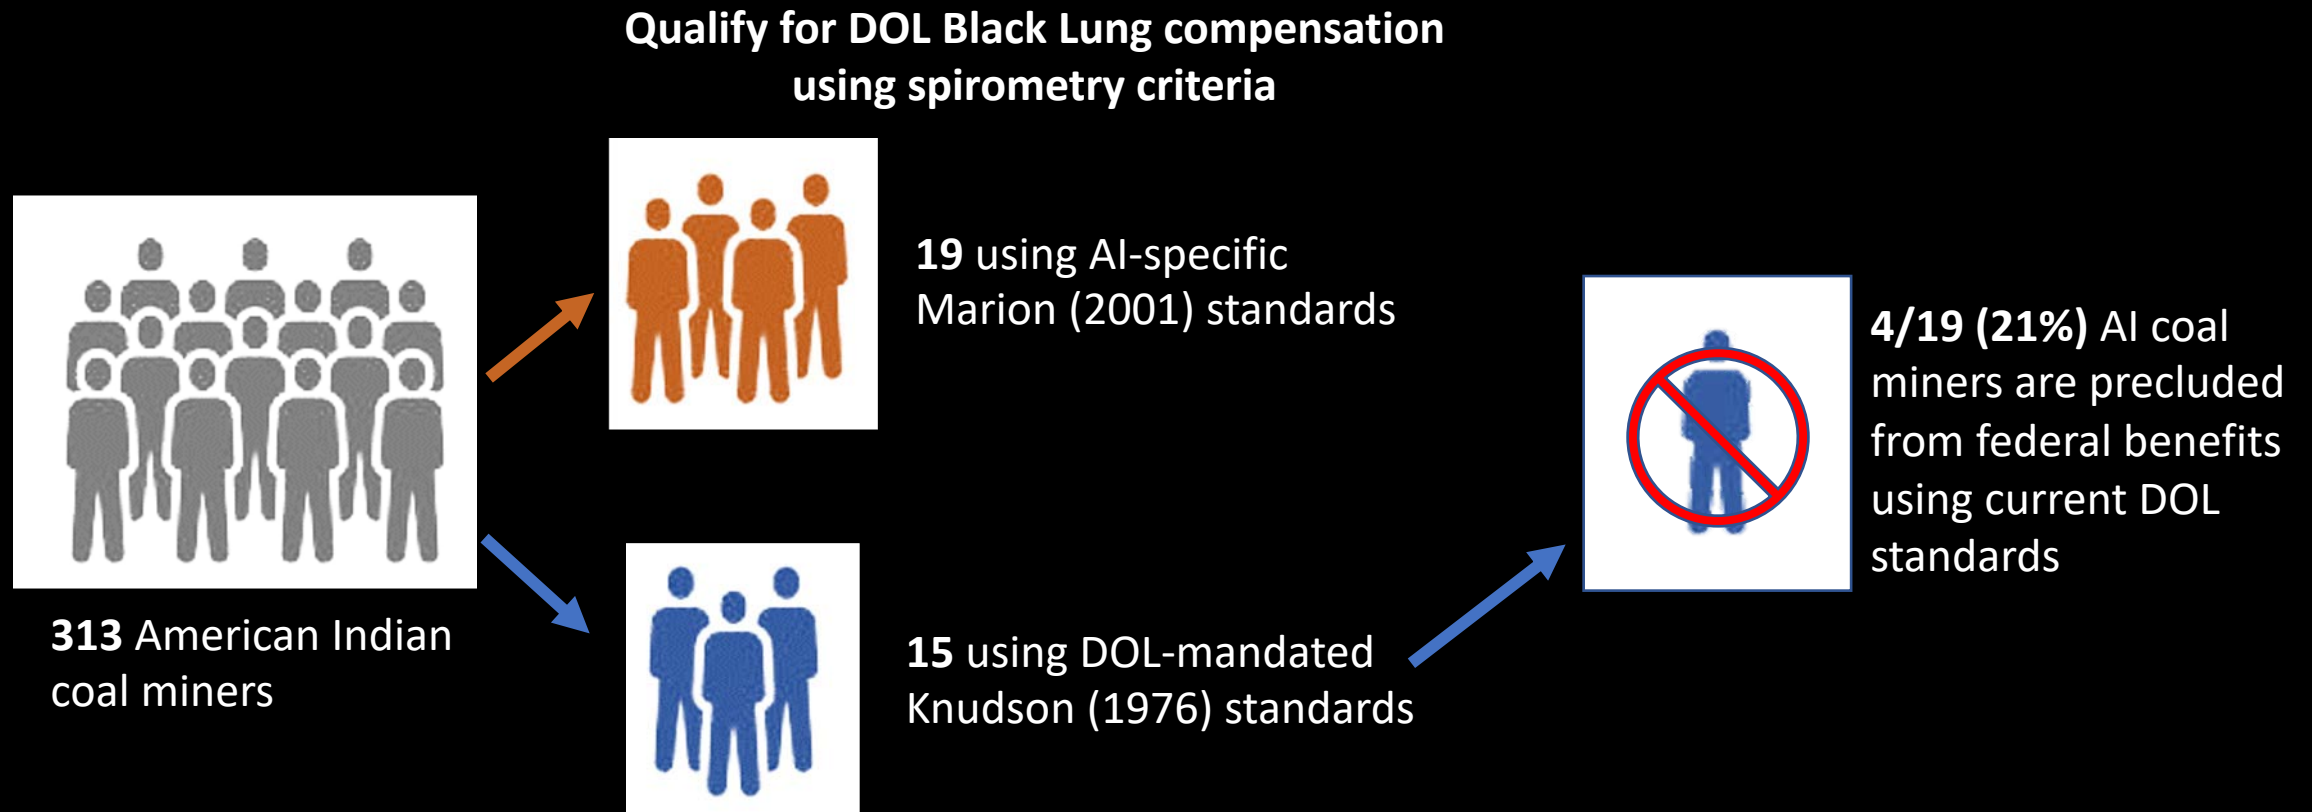 Qualify for DOL Black Lung compensation
using spirometry criteria
313 American Indian
coal miners
19 using AI-specific
Marion (2001) standards
15 using DOL-mandated
Knudson (1976) standards
4/19 (21%) AI coal
miners are precluded
from federal benefits
using current DOL
standards